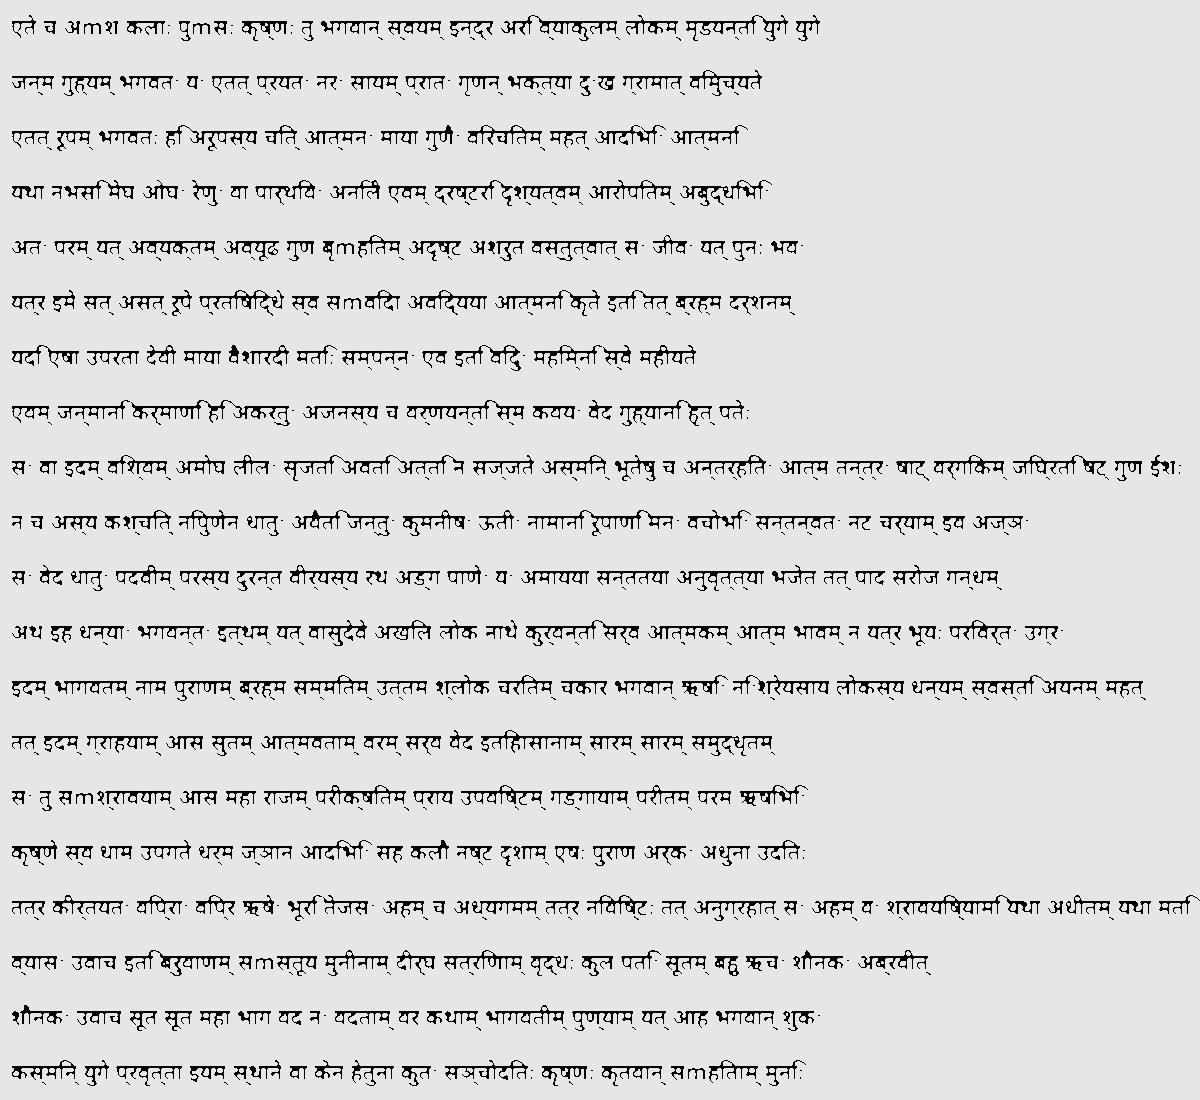 एते च अmश कलाः पुmसः कृष्णः तु भगवान् स्वयम् इन्द्र अरि व्याकुलम् लोकम् मृडयन्ति युगे युगे
जन्म गुह्यम् भगवतः यः एतत् प्रयतः नरः सायम् प्रातः गृणन् भक्त्या दुःख ग्रामात् विमुच्यते
एतत् रूपम् भगवतः हि अरूपस्य चित् आत्मनः माया गुणैः विरचितम् महत् आदिभिः आत्मनि
यथा नभसि मेघ ओघः रेणुः वा पार्थिवः अनिले एवम् द्रष्टरि दृश्यत्वम् आरोपितम् अबुद्धिभिः
अतः परम् यत् अव्यक्तम् अव्यूढ गुण बृmहितम् अदृष्ट अश्रुत वस्तुत्वात् सः जीवः यत् पुनः भवः
यत्र इमे सत् असत् रूपे प्रतिषिद्धे स्व सmविदा अविद्यया आत्मनि कृते इति तत् ब्रह्म दर्शनम्
यदि एषा उपरता देवी माया वैशारदी मतिः सम्पन्नः एव इति विदुः महिम्नि स्वे महीयते
एवम् जन्मानि कर्माणि हि अकर्तुः अजनस्य च वर्णयन्ति स्म कवयः वेद गुह्यानि हृत् पतेः
सः वा इदम् विश्वम् अमोघ लीलः सृजति अवति अत्ति न सज्जते अस्मिन् भूतेषु च अन्तर्हितः आत्म तन्त्रः षाट् वर्गिकम् जिघ्रति षट् गुण ईशः
न च अस्य कश्चित् निपुणेन धातुः अवैति जन्तुः कुमनीषः ऊतीः नामानि रूपाणि मनः वचोभिः सन्तन्वतः नट चर्याम् इव अज्ञः
सः वेद धातुः पदवीम् परस्य दुरन्त वीर्यस्य रथ अङ्ग पाणेः यः अमायया सन्ततया अनुवृत्त्या भजेत तत् पाद सरोज गन्धम्
अथ इह धन्याः भगवन्तः इत्थम् यत् वासुदेवे अखिल लोक नाथे कुर्वन्ति सर्व आत्मकम् आत्म भावम् न यत्र भूयः परिवर्तः उग्रः
इदम् भागवतम् नाम पुराणम् ब्रह्म सम्मितम् उत्तम श्लोक चरितम् चकार भगवान् ऋषिः निःश्रेयसाय लोकस्य धन्यम् स्वस्ति अयनम् महत्
तत् इदम् ग्राहयाम् आस सुतम् आत्मवताम् वरम् सर्व वेद इतिहासानाम् सारम् सारम् समुद्धृतम्
सः तु सmश्रावयाम् आस महा राजम् परीक्षितम् प्राय उपविष्टम् गङ्गायाम् परीतम् परम ऋषिभिः
कृष्णे स्व धाम उपगते धर्म ज्ञान आदिभिः सह कलौ नष्ट दृशाम् एषः पुराण अर्कः अधुना उदितः
तत्र कीर्तयतः विप्राः विप्र ऋषेः भूरि तेजसः अहम् च अध्यगमम् तत्र निविष्टः तत् अनुग्रहात् सः अहम् वः श्रावयिष्यामि यथा अधीतम् यथा मति
व्यासः उवाच इति ब्रुवाणम् सmस्तूय मुनीनाम् दीर्घ सत्रिणाम् वृद्धः कुल पतिः सूतम् बहु ऋचः शौनकः अब्रवीत्
शौनकः उवाच सूत सूत महा भाग वद नः वदताम् वर कथाम् भागवतीम् पुण्याम् यत् आह भगवान् शुकः
कस्मिन् युगे प्रवृत्ता इयम् स्थाने वा केन हेतुना कुतः सञ्चोदितः कृष्णः कृतवान् सmहिताम् मुनिः